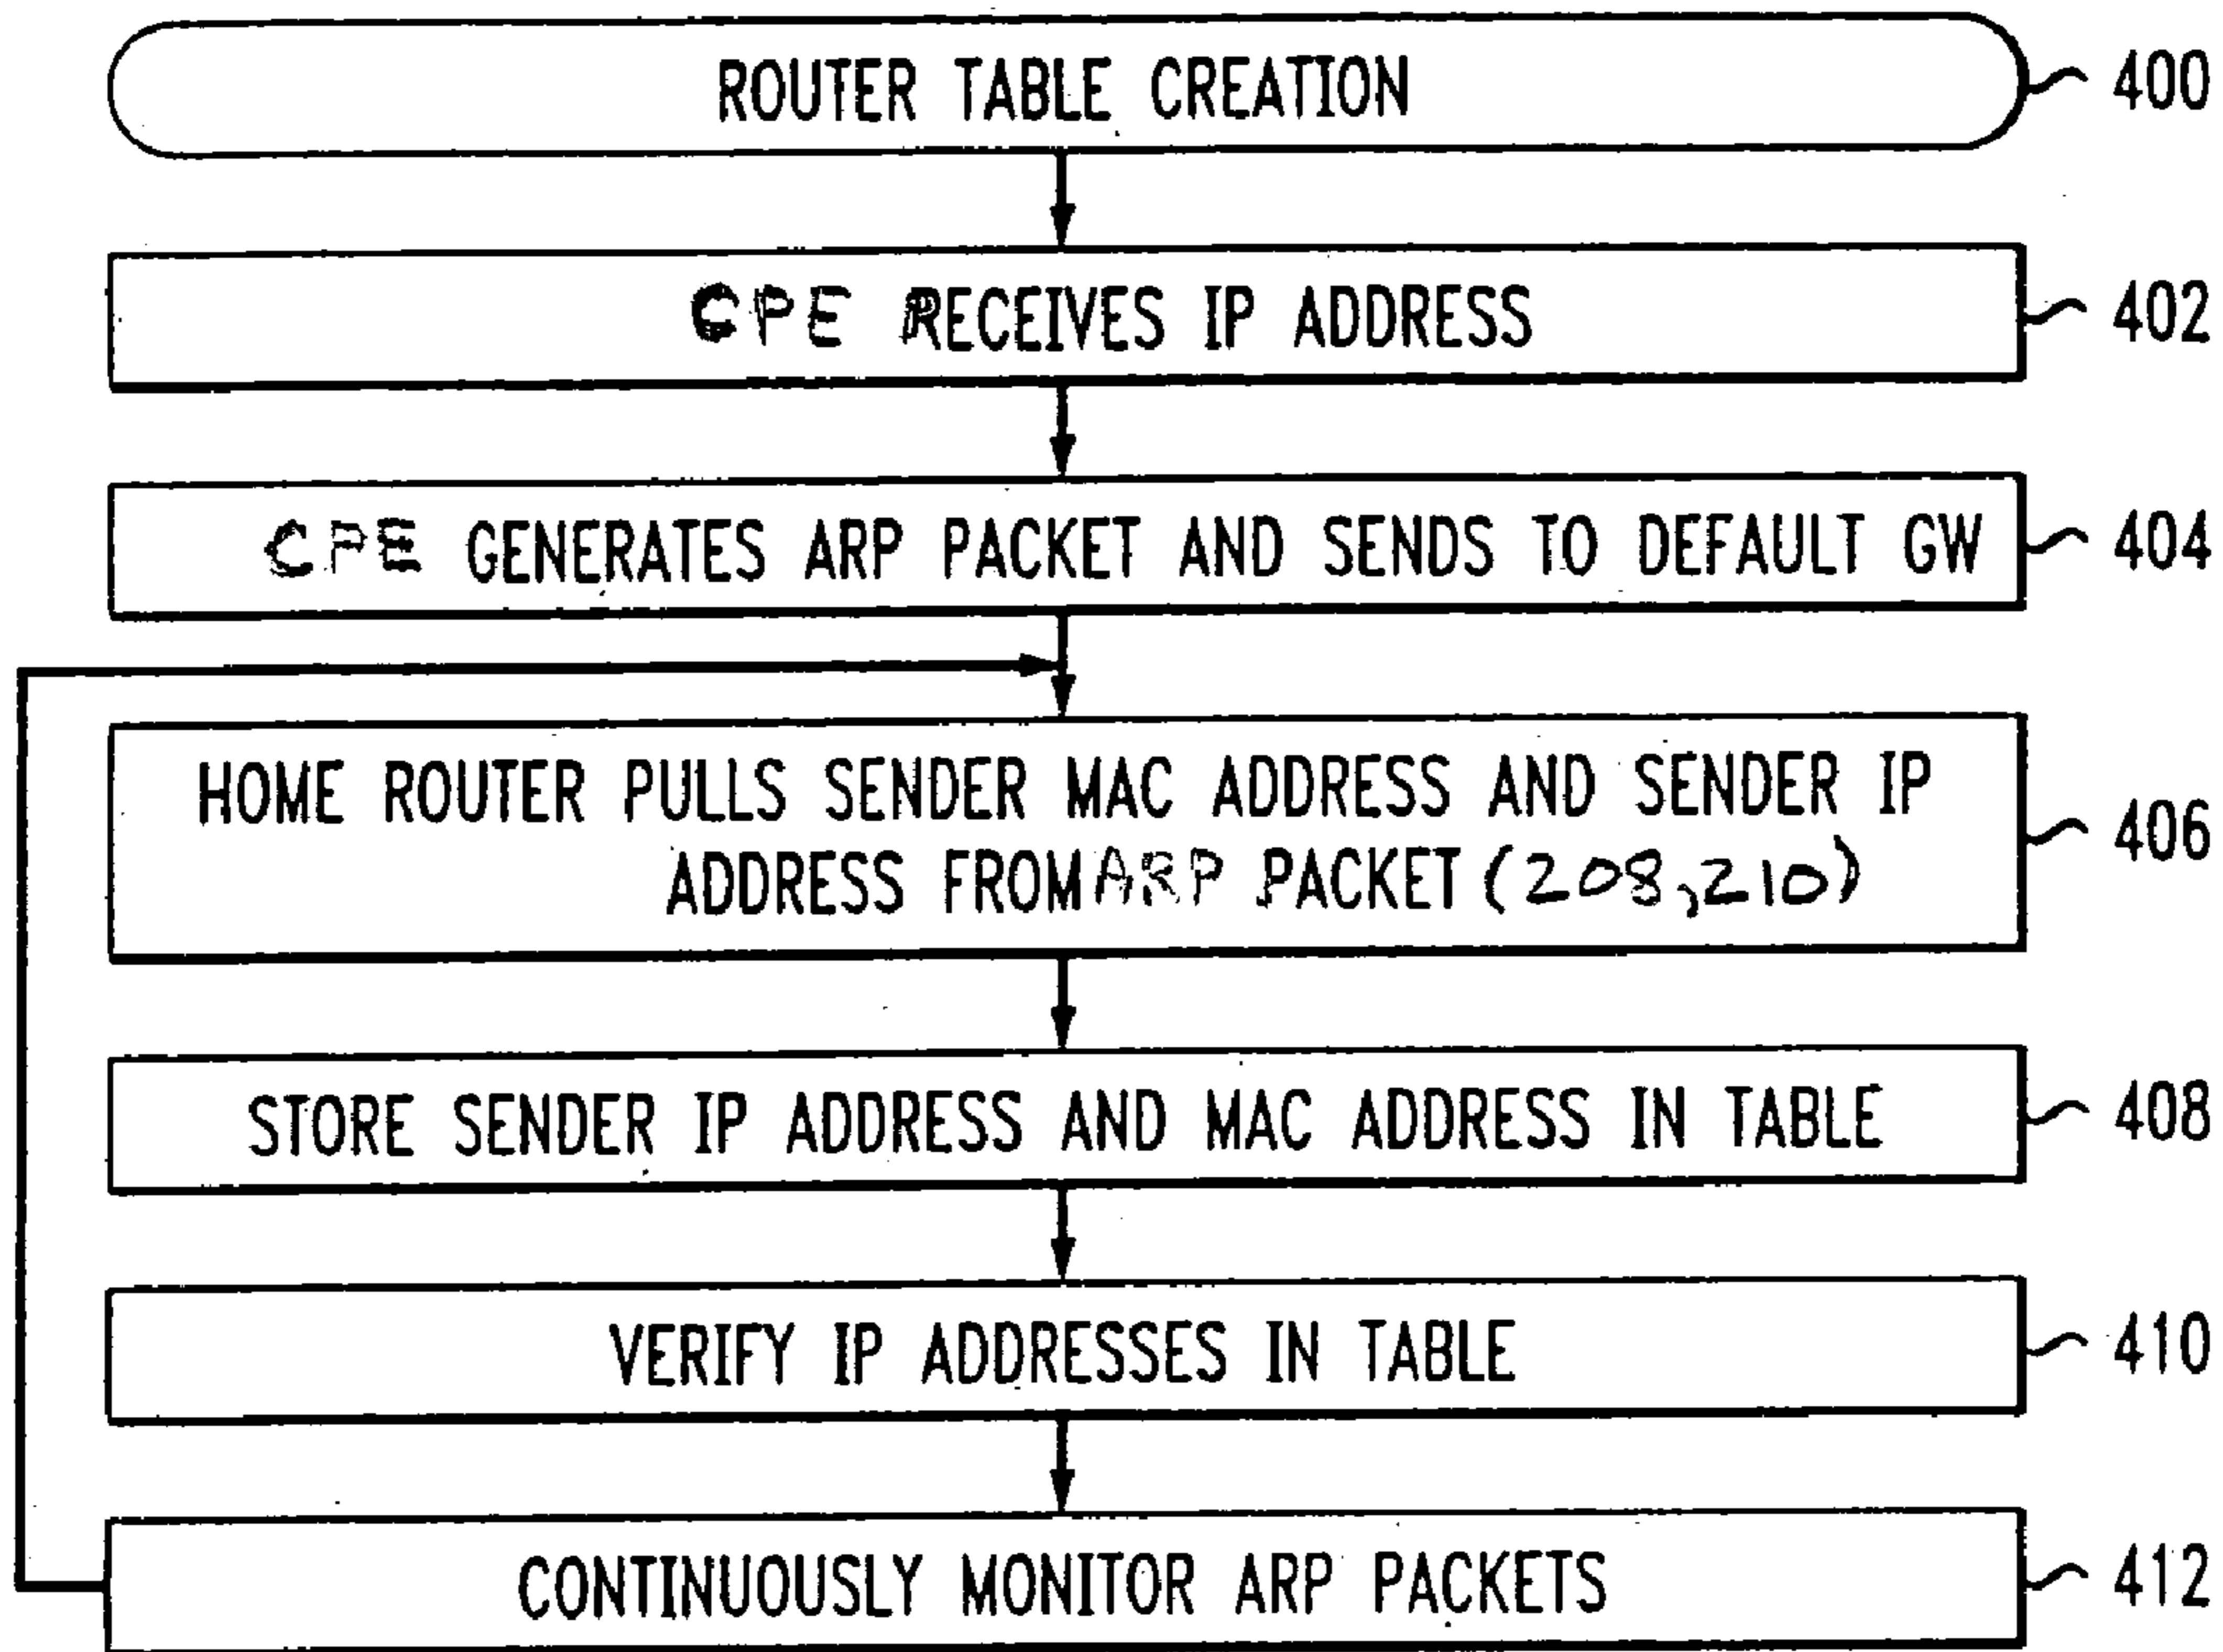 ROUTER TABLE CREATION
400
CPE RECEIVES IP ADDRESS
402
CPE GENERATES ARP PACKET AND SENDS TO DEFAULT GW
404
HOME ROUTER PULLS SENDER MAC ADDRESS AND SENDER IP
ADDRESS FROM ARP PACKET (208,210)
406
STORE SENDER IP ADDRESS AND MAC ADDRESS IN TABLE
408
VERIFY IP ADDRESSES IN TABLE
410
CONTINUOUSLY MONITOR ARP PACKETS
412